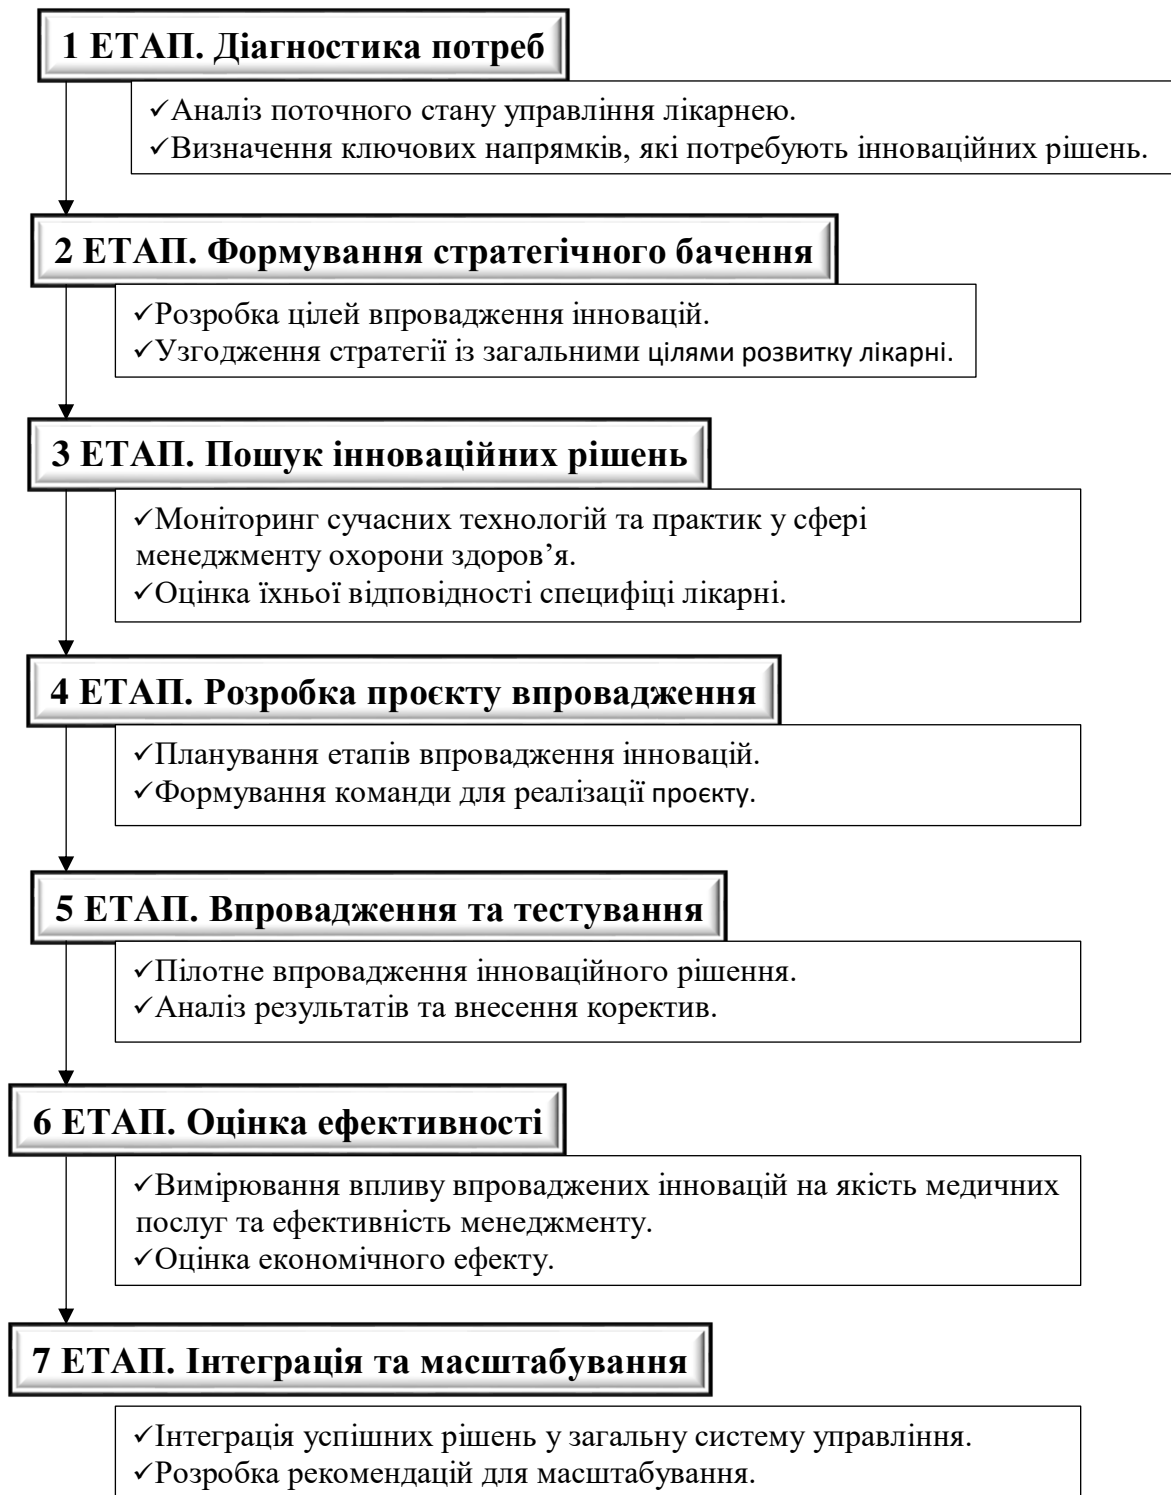 1 ЕТАП. Діагностика потреб
✓Аналіз поточного стану управління лікарнею.
✓Визначення ключових напрямків, які потребують інноваційних рішень.
2 ЕТАП. Формування стратегічного бачення
✓Розробка цілей впровадження інновацій.
✓Узгодження стратегії із загальними цілями розвитку лікарні.
3 ЕТАП. Пошук інноваційних рішень
✓Моніторинг сучасних технологій та практик у сфері
менеджменту охорони здоров’я.
✓Оцінка їхньої відповідності специфіці лікарні.
4 ЕТАП. Розробка проєкту впровадження
✓Планування етапів впровадження інновацій.
✓Формування команди для реалізації проєкту.
5 ЕТАП. Впровадження та тестування
✓Пілотне впровадження інноваційного рішення.
✓Аналіз результатів та внесення коректив.
6 ЕТАП. Оцінка ефективності
✓Вимірювання впливу впроваджених інновацій на якість медичних
послуг та ефективність менеджменту.
✓Оцінка економічного ефекту.
7 ЕТАП. Інтеграція та масштабування
✓Інтеграція успішних рішень у загальну систему управління.
✓Розробка рекомендацій для масштабування.